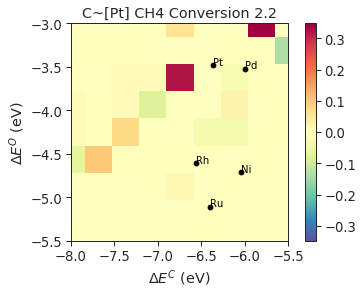 C~[Pt] CH4 Conversion 2.2
−3.0
−3.5
−4.0
−4.5
−5.0
−5.5
ΔE^O (eV)
Pt
Pd
Rh
Ni
Ru
−8.0 −7.5 −7.0 −6.5 −6.0 −5.5
ΔE^C (eV)
0.3
0.2
0.1
0.0
−0.1
−0.2
−0.3